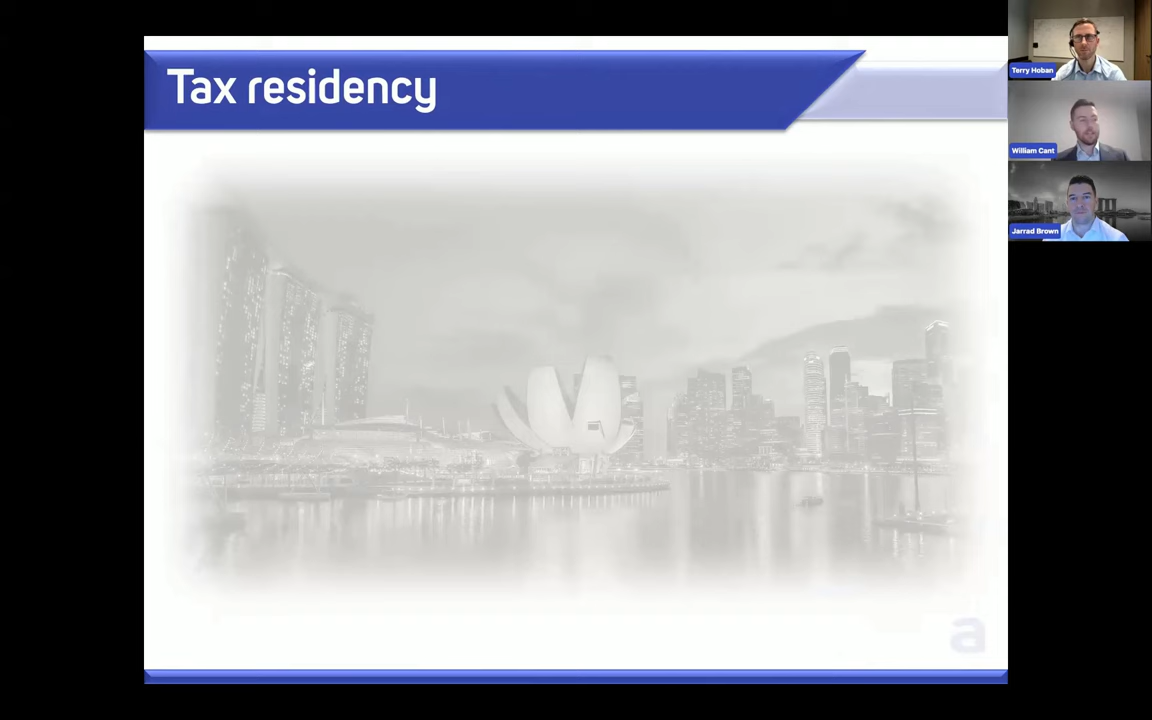 Tax residency
Terry Hoban
William Cant
Jarrad Brown
a